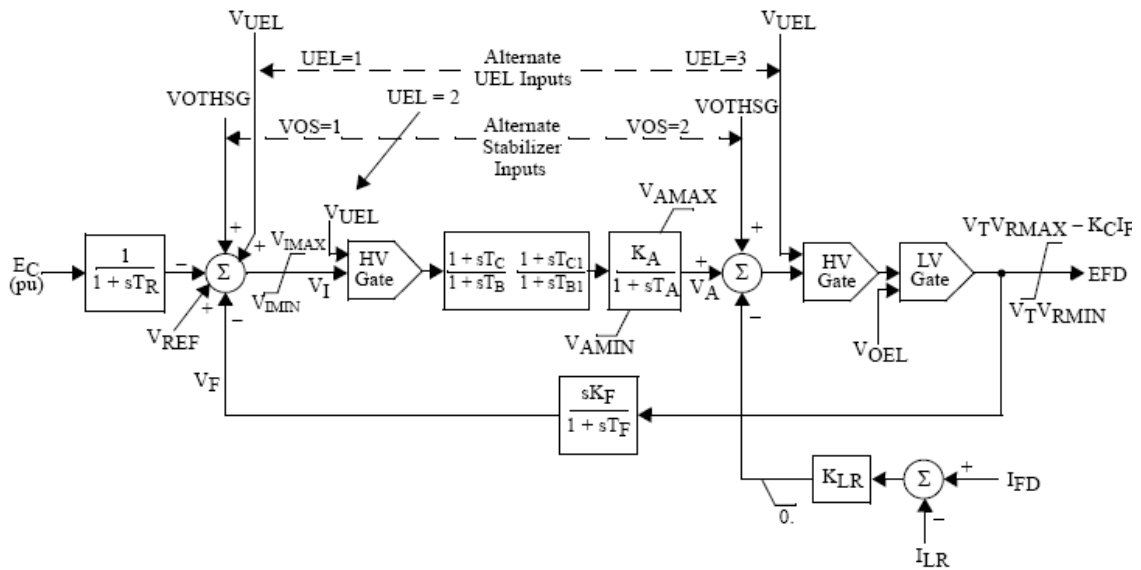 VUEL
VUEL
UEL=1
Alternate
UEL Inputs
UEL=3
VOTHSG
UEL = 2
VOTHSG
VOS=1
Alternate
Stabilizer
Inputs
VOS=2
VUEL
VAMAX
VTVRMAX – KCIF
EC
(pu)
1
1 + sTR
–
+
+
Σ
+
–
VREF
VIMAX
VIMIN
VI
HV
Gate
1 + sTC
1 + sTB
1 + sTC1
1 + sTB1
KA
1 + sTA
VAMIN
+
VA
+
Σ
–
HV
Gate
LV
Gate
VOEL
EFD
VTVRMIN
VF
sKF
1 + sTF
0.
KLR
Σ
+
IFD
–
ILR